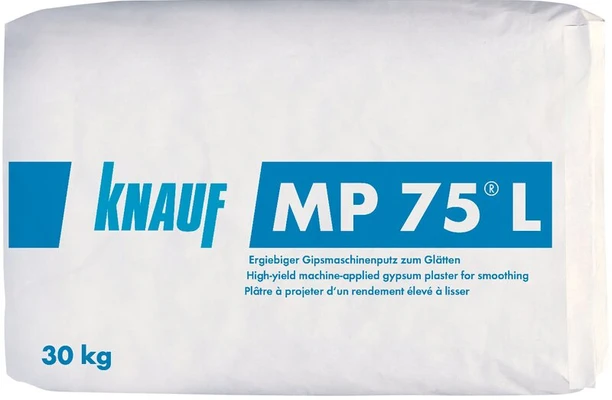 KNAUF
MP 75® L
Ergiebiger Gipsmaschinenputz zum Glätten
High-yield machine-applied gypsum plaster for smoothing
Plâtre à projeter d'un rendement élevé à lisser
30 kg